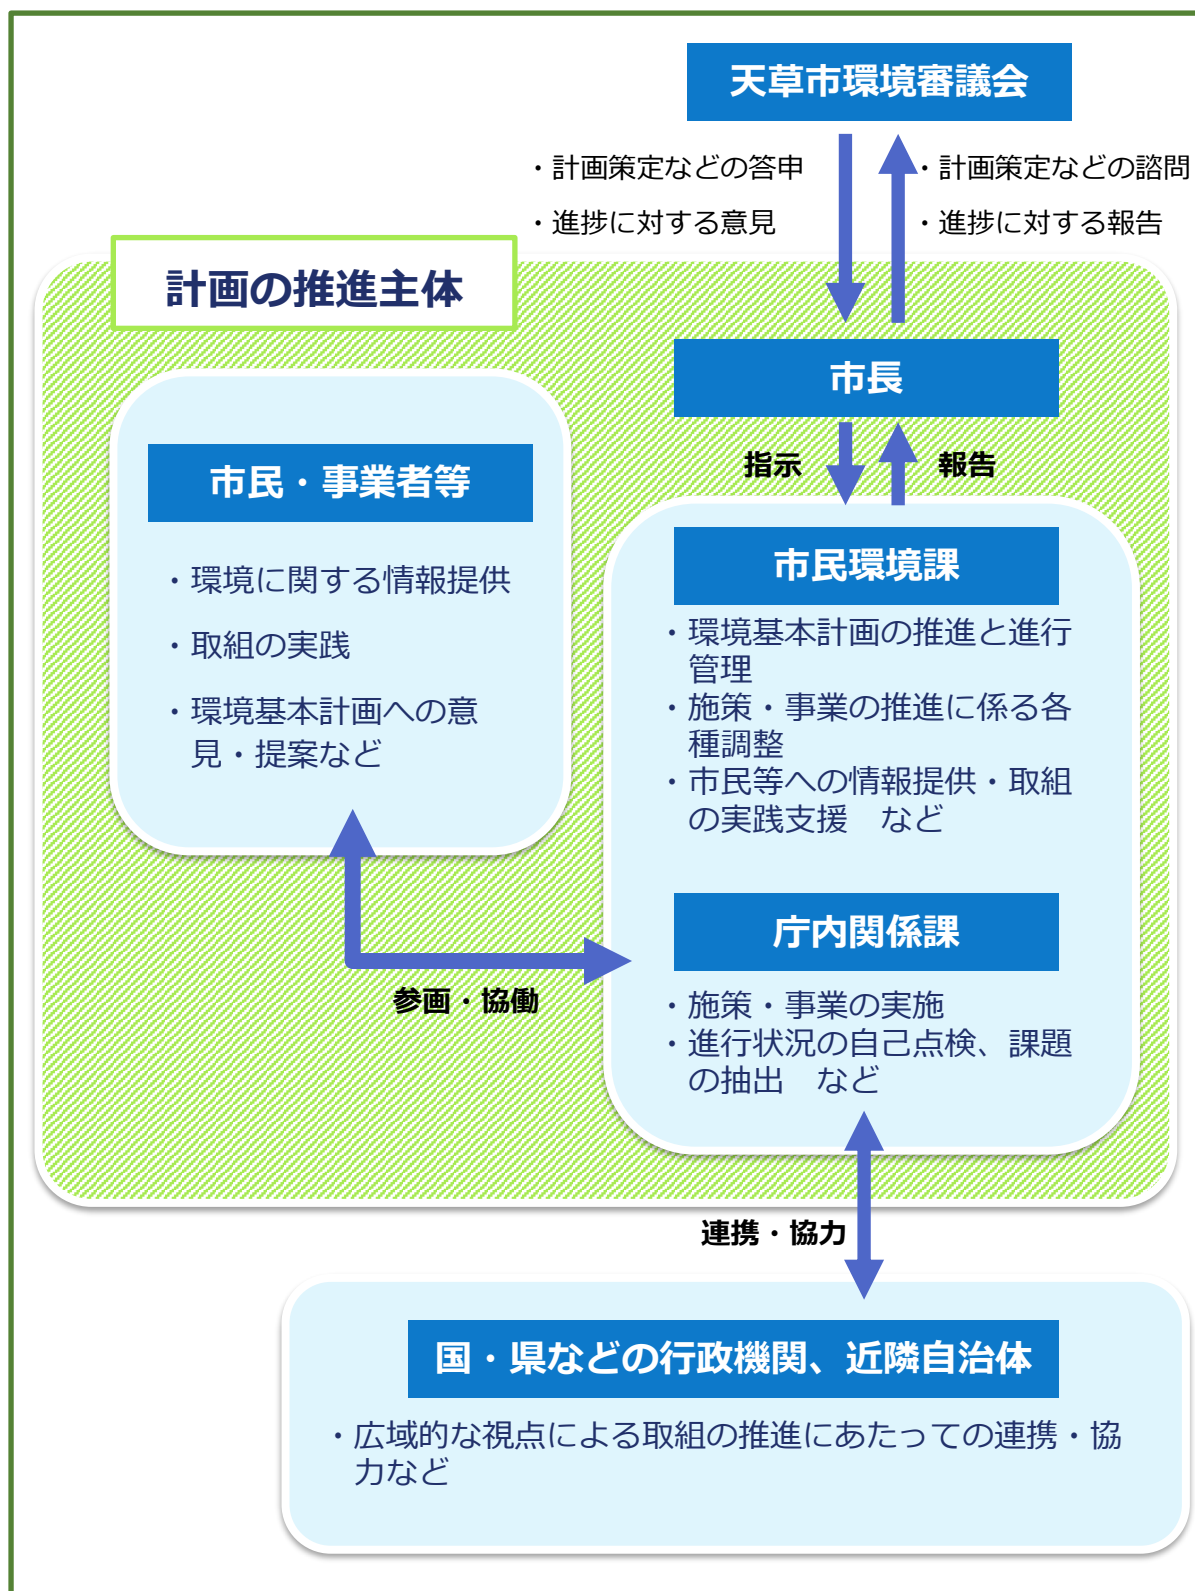 天草市環境審議会
・計画策定などの答申
・進捗に対する意見
・計画策定などの諮問
・進捗に対する報告
計画の推進主体
市長
指示
報告
市民・事業者等
・環境に関する情報提供
・取組の実践
・環境基本計画への意
見・提案など
市民環境課
・環境基本計画の推進と進行
管理
・施策・事業の推進に係る各
種調整
・市民等への情報提供・取組
の実践支援　など
参画・協働
庁内関係課
・施策・事業の実施
・進行状況の自己点検、課題
の抽出　など
連携・協力
国・県などの行政機関、近隣自治体
・広域的な視点による取組の推進にあたっての連携・協
力など